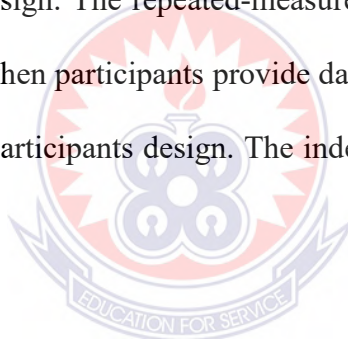 sign. The repeated-measure
hen participants provide da
articipants design. The inde
EDUCATION FOR SERVICE